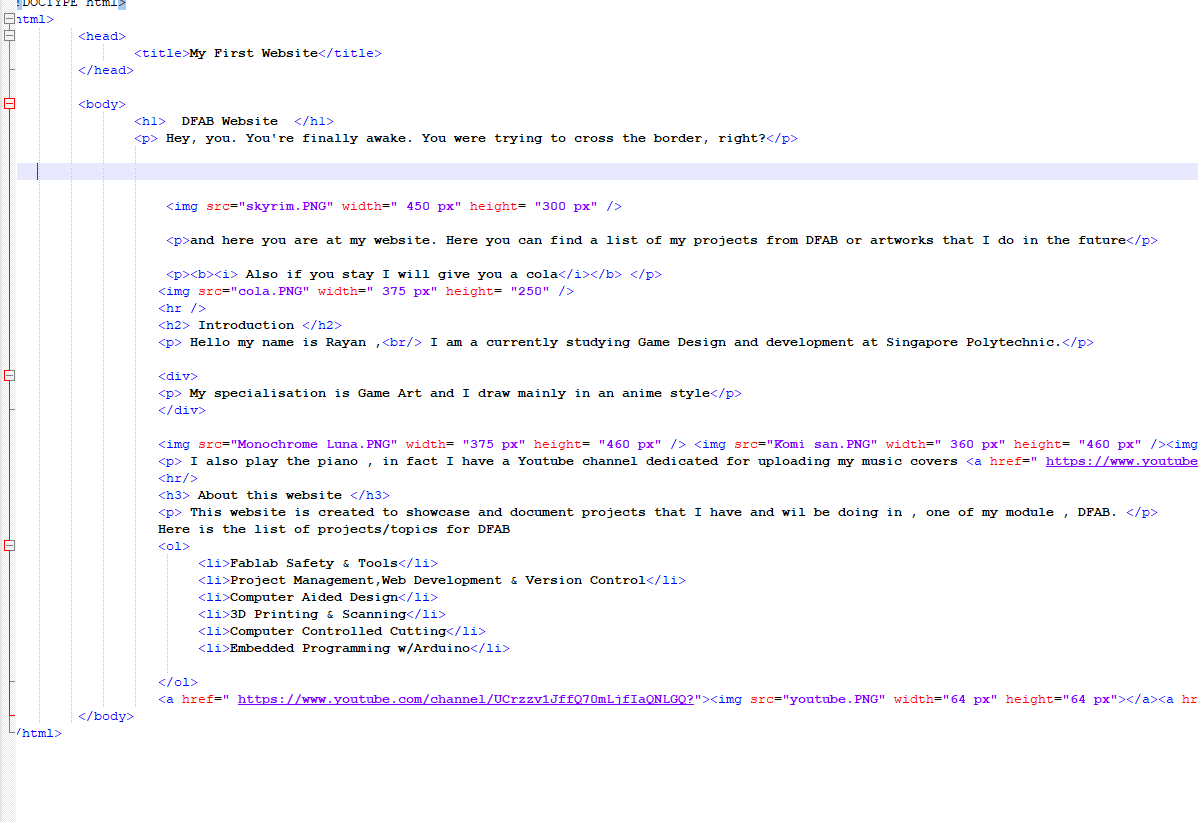 !DOCTYPE html>
html>
<head>
<title>My First Website</title>
</head>
<body>
<h1>  DFAB Website  </h1>
<p> Hey, you. You're finally awake. You were trying to cross the border, right?</p>
<img src="skyrim.PNG" width=" 450 px" height= "300 px" />
<p>and here you are at my website. Here you can find a list of my projects from DFAB or artworks that I do in the future</p>
<p><b><i> Also if you stay I will give you a cola</i></b> </p>
<img src="cola.PNG" width=" 375 px" height= "250" />
<hr />
<h2> Introduction </h2>
<p> Hello my name is Rayan ,<br/> I am a currently studying Game Design and development at Singapore Polytechnic.</p>
<div>
<p> My specialisation is Game Art and I draw mainly in an anime style</p>
</div>
<img src="Monochrome Luna.PNG" width= "375 px" height= "460 px" /> <img src="Komi san.PNG" width=" 360 px" height= "460 px" /><img
<p> I also play the piano , in fact I have a Youtube channel dedicated for uploading my music covers <a href=" https://www.youtube
<hr/>
<h3> About this website </h3>
<p> This website is created to showcase and document projects that I have and wil be doing in , one of my module , DFAB. </p>
Here is the list of projects/topics for DFAB
<ol>
<li>Fablab Safety & Tools</li>
<li>Project Management,Web Development & Version Control</li>
<li>Computer Aided Design</li>
<li>3D Printing & Scanning</li>
<li>Computer Controlled Cutting</li>
<li>Embedded Programming w/Arduino</li>
</ol>
<a href=" https://www.youtube.com/channel/UCrzzv1JffQ70mLjfIaQNLGQ?"><img src="youtube.PNG" width="64 px" height="64 px"></a><a hr
</body>
/html>